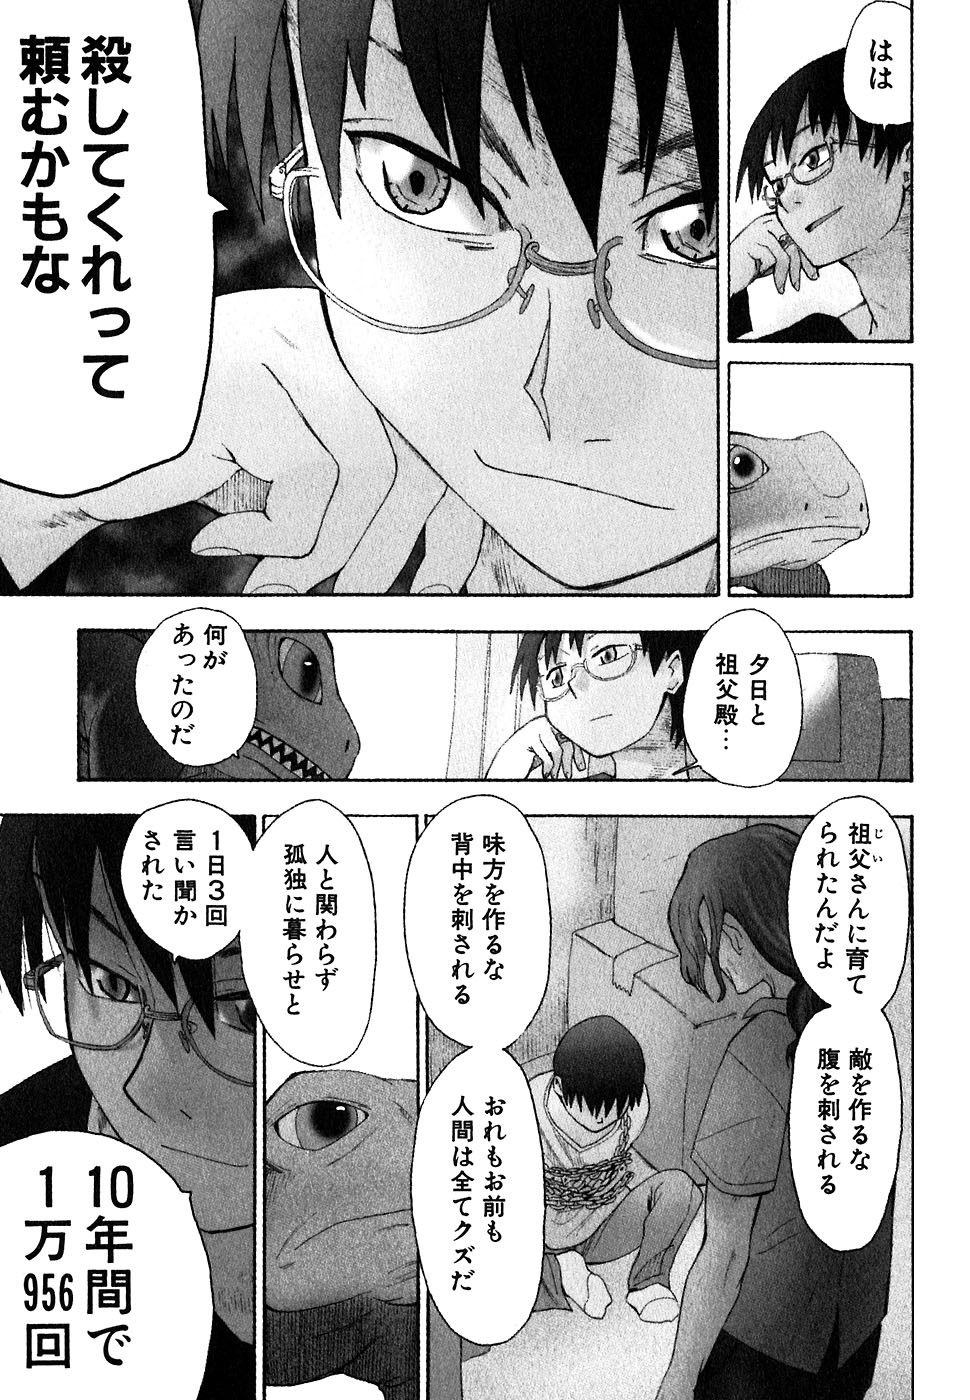 はは
殺してくれって
頼むかもな
夕日と
祖父殿…
何が
あったのだ
祖父さんに育て
じい
られたんだよ
敵を作るな
腹を刺される
味方を作るな
背中を刺される
おれもお前も
人間は全てクズだ
人と関わらず
孤独に暮らせと
1日3回
言い聞か
された
10年間で
1万
956回